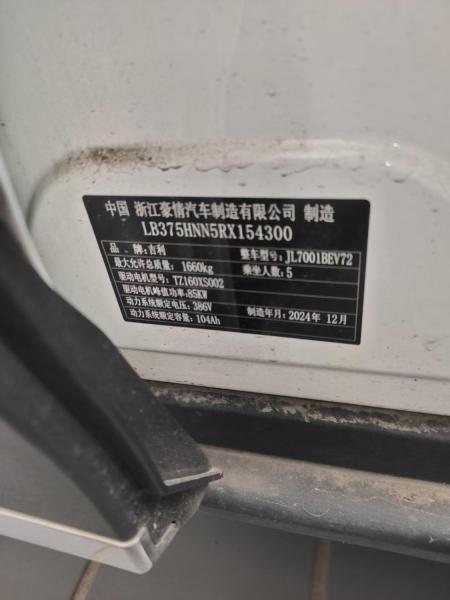 中国 浙江豪情汽车制造有限公司 制造
LB375HNN5RX154300
品 牌:吉利 整车型号:JL7001BEV72
最大允许总质量: 1660kg 乘坐人数:5
驱动电机型号:TZ160XS002
驱动电机峰值功率:85KW
动力系统额定电压:386V 制造年月:2024年 12月
动力系统额定容量:104Ah